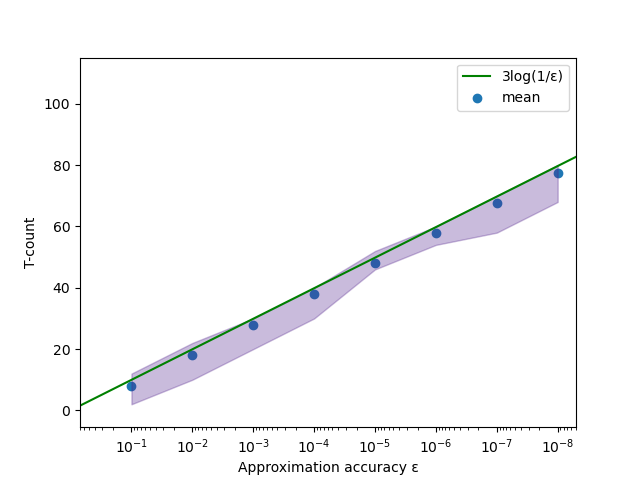 3log(1/ε)
mean
100
80
60
40
20
0
T-count
10⁻¹ 10⁻² 10⁻³ 10⁻⁴ 10⁻⁵ 10⁻⁶ 10⁻⁷ 10⁻⁸
Approximation accuracy ε